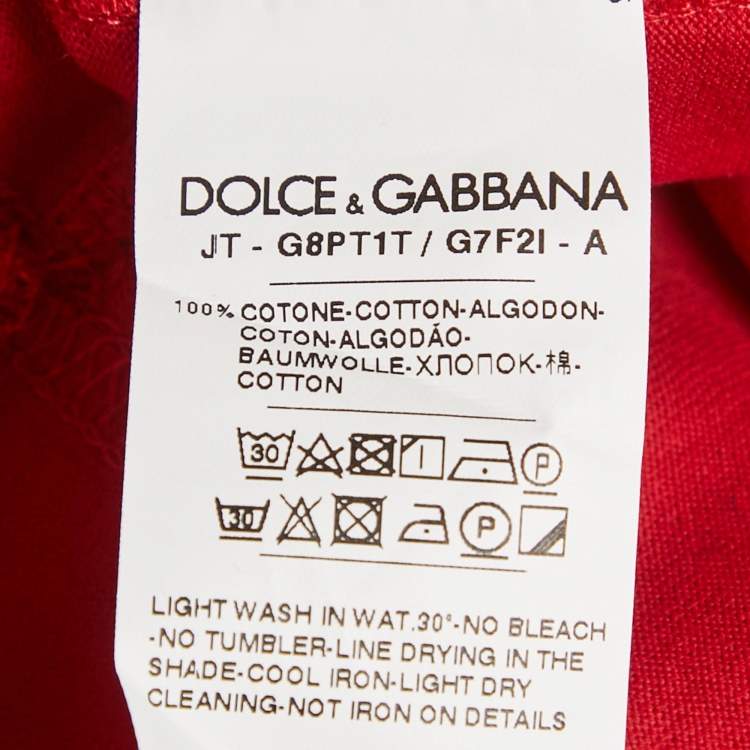 DOLCE & GABBANA
JT - G8PT1T / G7F2I - A
100% COTONE-COTTON-ALGODON-
COTON-ALGODÃO-
BAUMWOLLE-ХЛОПОК-棉-
COTTON
30 P
30 P
LIGHT WASH IN WAT.30°-NO BLEACH
-NO TUMBLER-LINE DRYING IN THE
SHADE-COOL IRON-LIGHT DRY
CLEANING-NOT IRON ON DETAILS